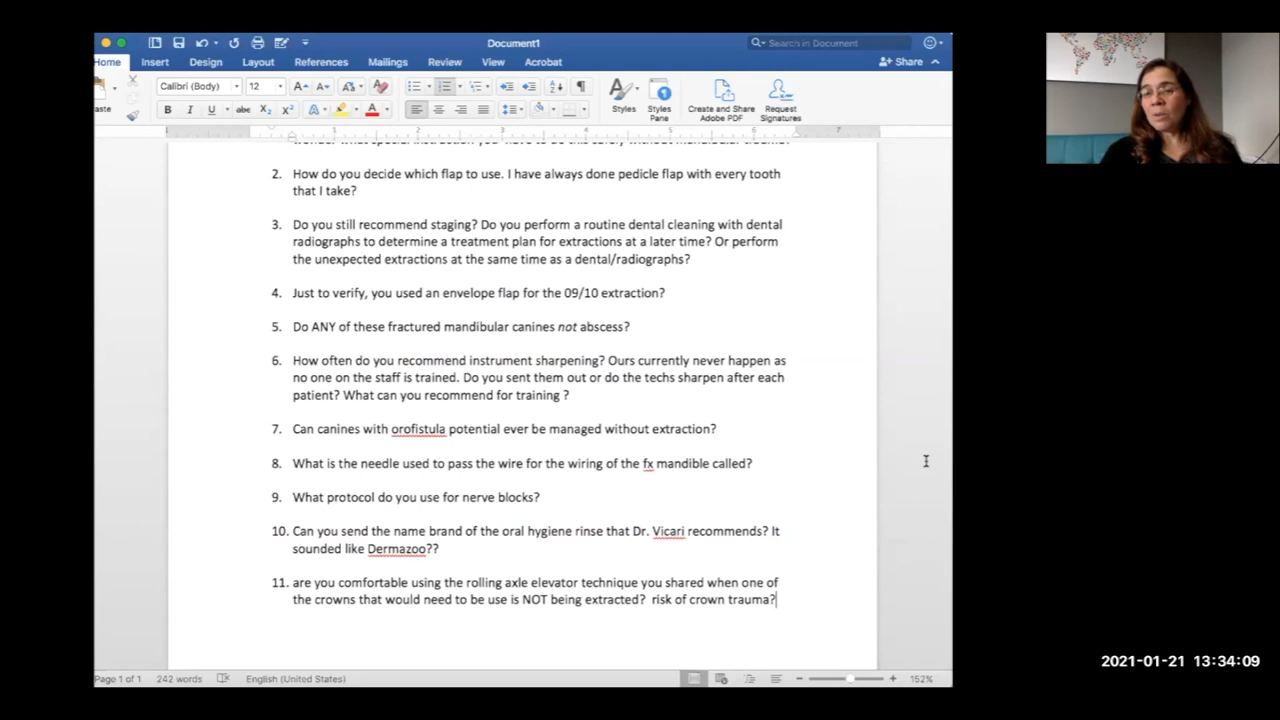 Document1
Search in Document
Home
Insert
Design
Layout
References
Mailings
Review
View
Acrobat
Share
aste
Calibri (Body)
12
Styles
Styles
Pane
Create and Share
Adobe PDF
Request
Signatures
1
1
2
3
4
5
6
7
2. How do you decide which flap to use. I have always done pedicle flap with every tooth
that I take?
3. Do you still recommend staging? Do you perform a routine dental cleaning with dental
radiographs to determine a treatment plan for extractions at a later time? Or perform
the unexpected extractions at the same time as a dental/radiographs?
4. Just to verify, you used an envelope flap for the 09/10 extraction?
5. Do ANY of these fractured mandibular canines not abscess?
6. How often do you recommend instrument sharpening? Ours currently never happen as
no one on the staff is trained. Do you sent them out or do the techs sharpen after each
patient? What can you recommend for training ?
7. Can canines with orofistula potential ever be managed without extraction?
8. What is the needle used to pass the wire for the wiring of the fx mandible called?
9. What protocol do you use for nerve blocks?
10. Can you send the name brand of the oral hygiene rinse that Dr. Vicari recommends? It
sounded like Dermazoo??
11. are you comfortable using the rolling axle elevator technique you shared when one of
the crowns that would need to be use is NOT being extracted? risk of crown trauma?
Page 1 of 1
242 words
English (United States)
152%
2021-01-21 13:34:09